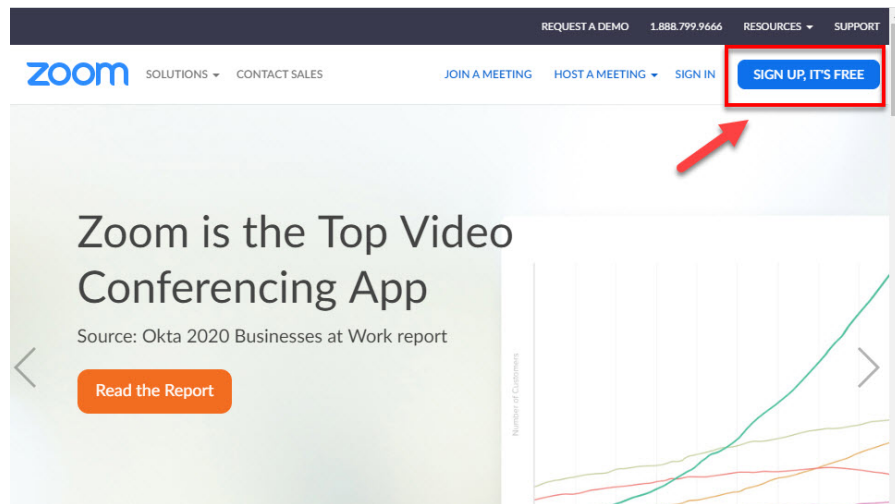 REQUEST A DEMO 1.888.799.9666 RESOURCES SUPPORT
zoom SOLUTIONS CONTACT SALES JOIN A MEETING HOST A MEETING SIGN IN SIGN UP, IT'S FREE
Zoom is the Top Video
Conferencing App
Source: Okta 2020 Businesses at Work report
Read the Report
Number of Customers